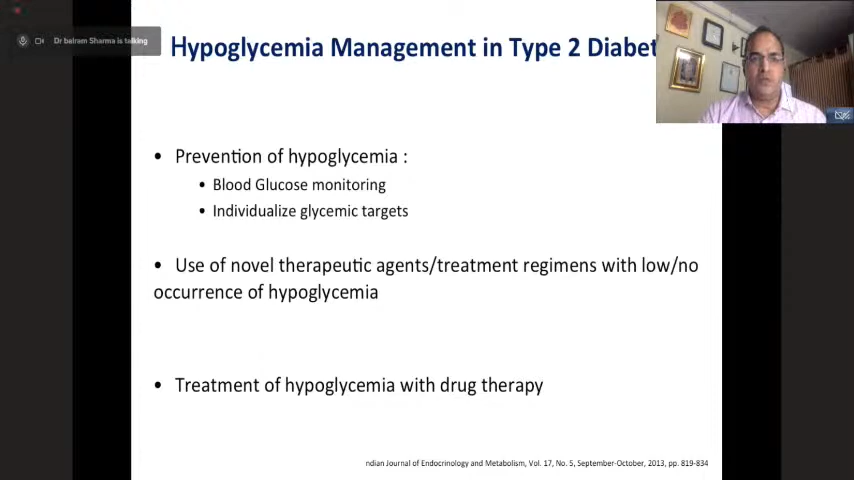 Dr belram Sharma is talking
Hypoglycemia Management in Type 2 Diabet
• Prevention of hypoglycemia :
• Blood Glucose monitoring
• Individualize glycemic targets
• Use of novel therapeutic agents/treatment regimens with low/no
occurrence of hypoglycemia
• Treatment of hypoglycemia with drug therapy
ndian Journal of Endocrinology and Metabolism, Vol. 17, No. 5, September-October, 2013, pp. 819-834